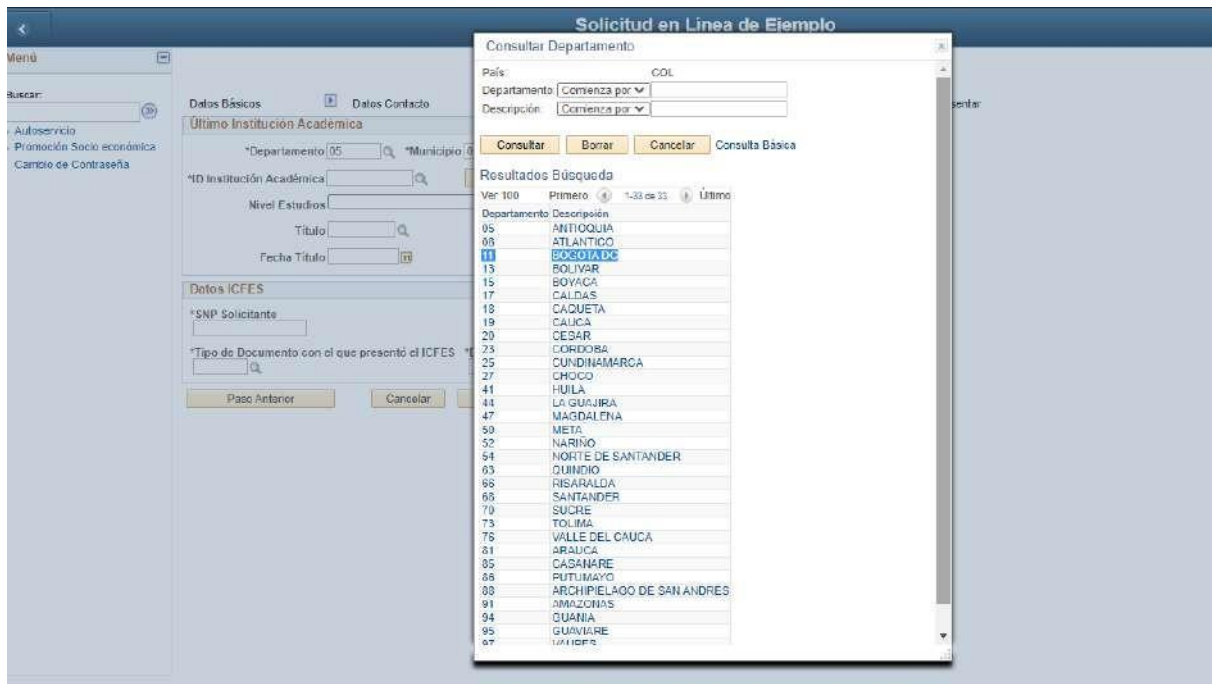 Solicitud en Linea de Ejemplo
Menú
Buscar:
Autoservicio
Promoción Socio económica
Cambio de Contraseña
Datos Básicos Datos Contacto
Último Institución Académica
*Departamento 05 *Municipio
*ID Institución Académica
Nivel Estudios
Título
Fecha Título
Datos ICFES
*SNP Solicitante
*Tipo de Documento con el que presentó el ICFES
Paso Anterior Cancelar
Consultar Departamento
País: COL
Departamento: Comienza por
Descripción: Comienza por
Consultar Borrar Cancelar Consulta Básica
Resultados Búsqueda
Ver 100 Primero 1-33 de 33 Último
Departamento Descripción
05 ANTIOQUIA
08 ATLANTICO
11 BOGOTA DC
13 BOLIVAR
15 BOYACA
17 CALDAS
18 CAQUETA
19 CAUCA
20 CESAR
23 CORDOBA
25 CUNDINAMARCA
27 CHOCO
41 HUILA
44 LA GUAJIRA
47 MAGDALENA
50 META
52 NARIÑO
54 NORTE DE SANTANDER
63 QUINDIO
66 RISARALDA
68 SANTANDER
70 SUCRE
73 TOLIMA
76 VALLE DEL CAUCA
81 ARAUCA
85 CASANARE
86 PUTUMAYO
88 ARCHIPIELAGO DE SAN ANDRES
91 AMAZONAS
94 GUANIA
95 GUAVIARE
97 VAUPES